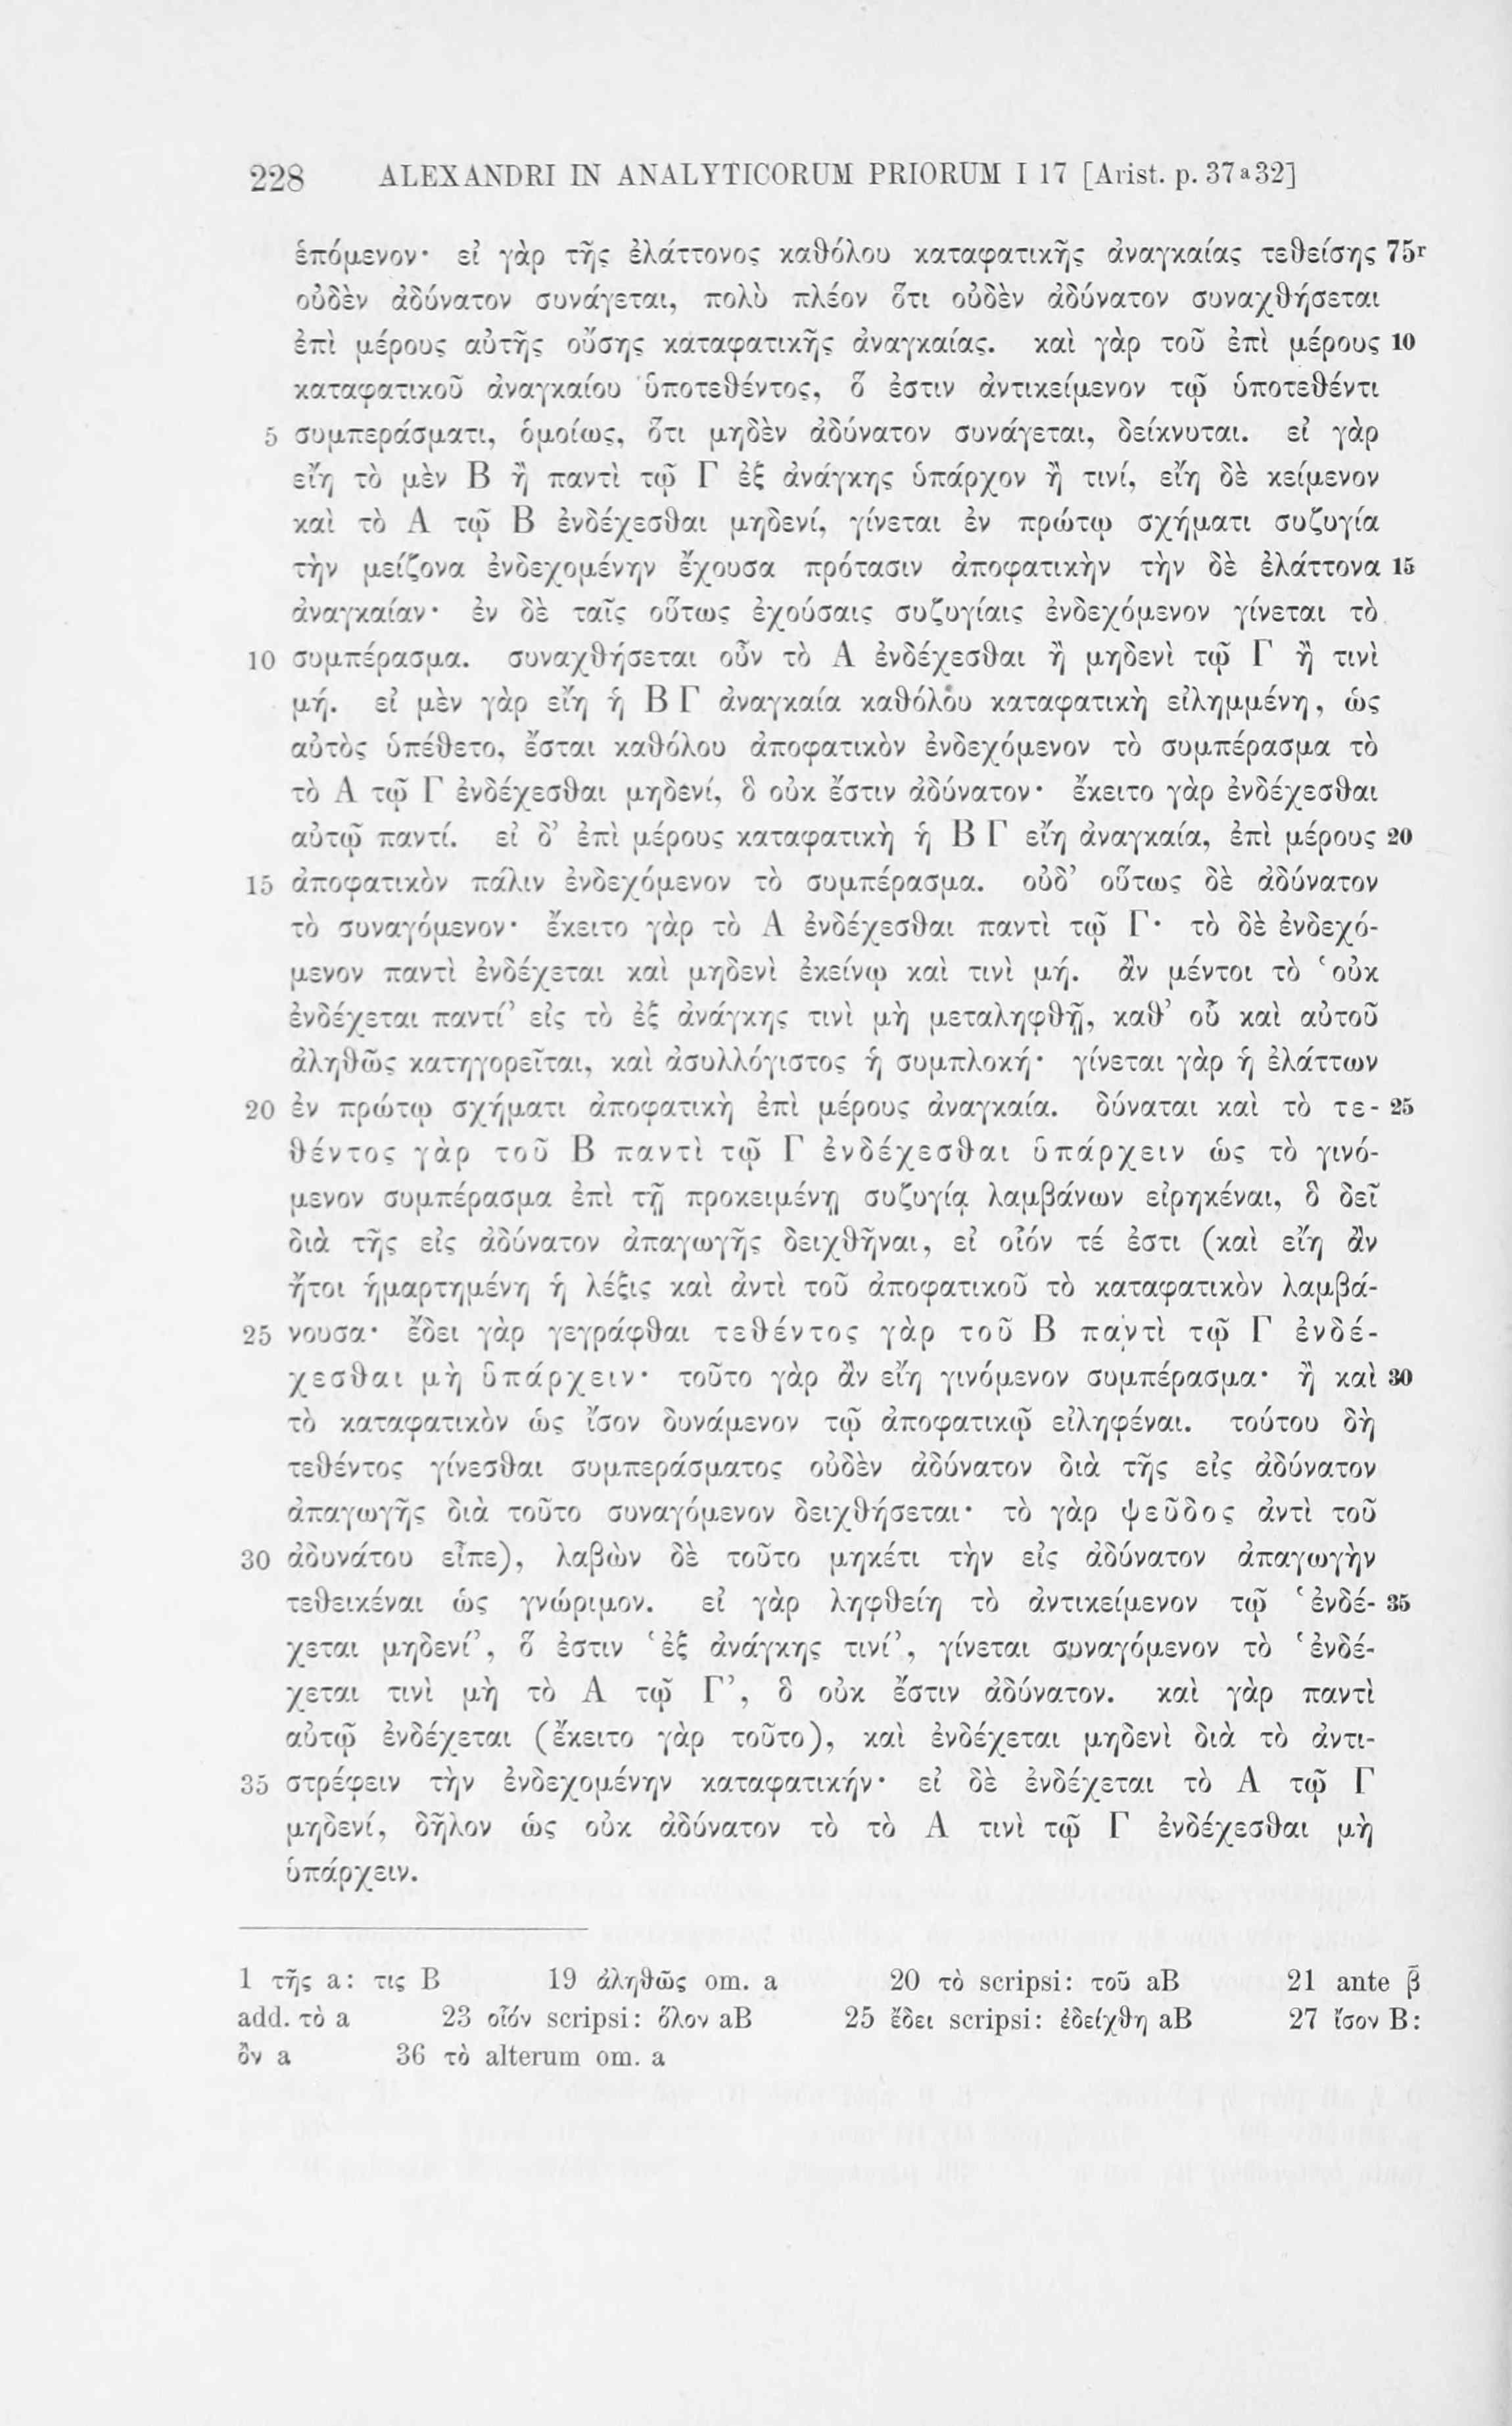 228 ALEXANDRI IN ANALYTICORUM PRIORUM I 17 [Arist. p. 37a32]
ἑπόμενον· εἰ γὰρ τῆς ἐλάττονος καθόλου καταφατικῆς ἀναγκαίας τεθείσης 75r
οὐδὲν ἀδύνατον συνάγεται, πολὺ πλέον ὅτι οὐδὲν ἀδύνατον συναχθήσεται
ἐπὶ μέρους αὐτῆς οὔσης καταφατικῆς ἀναγκαίας. καὶ γὰρ τοῦ ἐπὶ μέρους 10
καταφατικοῦ ἀναγκαίου ὑποτεθέντος, ὅ ἐστιν ἀντικείμενον τῷ ὑποτεθέντι
5 συμπεράσματι, ὁμοίως, ὅτι μηδὲν ἀδύνατον συνάγεται, δείκνυται. εἰ γὰρ
εἴη τὸ μὲν Β ἢ παντὶ τῷ Γ ἐξ ἀνάγκης ὑπάρχον ἢ τινί, εἴη δὲ κείμενον
καὶ τὸ Α τῷ Β ἐνδέχεσθαι μηδενί, γίνεται ἐν πρώτῳ σχήματι συζυγία
τὴν μείζονα ἐνδεχομένην ἔχουσα πρότασιν ἀποφατικὴν τὴν δὲ ἐλάττονα 15
ἀναγκαίαν· ἐν δὲ ταῖς οὕτως ἐχούσαις συζυγίαις ἐνδεχόμενον γίνεται τὸ
10 συμπέρασμα. συναχθήσεται οὖν τὸ Α ἐνδέχεσθαι ἢ μηδενὶ τῷ Γ ἢ τινὶ
μή. εἰ μὲν γὰρ εἴη ἡ Β Γ ἀναγκαία καθόλου καταφατικὴ εἰλημμένη, ὡς
αὐτὸς ὑπέθετο, ἔσται καθόλου ἀποφατικὸν ἐνδεχόμενον τὸ συμπέρασμα τὸ
τὸ Α τῷ Γ ἐνδέχεσθαι μηδενί, ὃ οὐκ ἔστιν ἀδύνατον· ἔκειτο γὰρ ἐνδέχεσθαι
αὐτῷ παντί. εἰ δ’ ἐπὶ μέρους καταφατικὴ ἡ Β Γ εἴη ἀναγκαία, ἐπὶ μέρους 20
15 ἀποφατικὸν πάλιν ἐνδεχόμενον τὸ συμπέρασμα. οὐδ’ οὕτως δὲ ἀδύνατον
τὸ συναγόμενον· ἔκειτο γὰρ τὸ Α ἐνδέχεσθαι παντὶ τῷ Γ· τὸ δὲ ἐνδεχό-
μενον παντὶ ἐνδέχεται καὶ μηδενὶ ἐκείνῳ καὶ τινὶ μή. ἂν μέντοι τὸ ‘οὐκ
ἐνδέχεται παντί’ εἰς τὸ ἐξ ἀνάγκης τινὶ μὴ μεταληφθῇ, καθ’ οὗ καὶ αὐτοῦ
ἀληθῶς κατηγορεῖται, καὶ ἀσυλλόγιστος ἡ συμπλοκή· γίνεται γὰρ ἡ ἐλάττων
20 ἐν πρώτῳ σχήματι ἀποφατικὴ ἐπὶ μέρους ἀναγκαία. δύναται καὶ τὸ τε- 25
θέντος γὰρ τοῦ Β παντὶ τῷ Γ ἐνδέχεσθαι ὑπάρχειν ὡς τὸ γινό-
μενον συμπέρασμα ἐπὶ τῇ προκειμένῃ συζυγίᾳ λαμβάνων εἰρηκέναι, ὃ δεῖ
διὰ τῆς εἰς ἀδύνατον ἀπαγωγῆς δειχθῆναι, εἰ οἷόν τέ ἐστι (καὶ εἴη ἂν
ἤτοι ἡμαρτημένη ἡ λέξις καὶ ἀντὶ τοῦ ἀποφατικοῦ τὸ καταφατικὸν λαμβά-
25 νουσα· ἔδει γὰρ γεγράφθαι τεθέντος γὰρ τοῦ Β παντὶ τῷ Γ ἐνδέ-
χεσθαι μὴ ὑπάρχειν· τοῦτο γὰρ ἂν εἴη γινόμενον συμπέρασμα· ἢ καὶ 30
τὸ καταφατικὸν ὡς ἴσον δυνάμενον τῷ ἀποφατικῷ εἰληφέναι. τούτου δὴ
τεθέντος γίνεσθαι συμπεράσματος οὐδὲν ἀδύνατον διὰ τῆς εἰς ἀδύνατον
ἀπαγωγῆς διὰ τοῦτο συναγόμενον δειχθήσεται· τὸ γὰρ ψεῦδος ἀντὶ τοῦ
30 ἀδυνάτου εἶπε), λαβὼν δὲ τοῦτο μηκέτι τὴν εἰς ἀδύνατον ἀπαγωγὴν
τεθεικέναι ὡς γνώριμον. εἰ γὰρ ληφθείη τὸ ἀντικείμενον τῷ ‘ἐνδέ- 35
χεται μηδενί’, ὅ ἐστιν ‘ἐξ ἀνάγκης τινί’, γίνεται συναγόμενον τὸ ‘ἐνδέ-
χεται τινὶ μὴ τὸ Α τῷ Γ’, ὃ οὐκ ἔστιν ἀδύνατον. καὶ γὰρ παντὶ
αὐτῷ ἐνδέχεται (ἔκειτο γὰρ τοῦτο), καὶ ἐνδέχεται μηδενὶ διὰ τὸ ἀντι-
35 στρέφειν τὴν ἐνδεχομένην καταφατικήν· εἰ δὲ ἐνδέχεται τὸ Α τῷ Γ
μηδενί, δῆλον ὡς οὐκ ἀδύνατον τὸ τὸ Α τινὶ τῷ Γ ἐνδέχεσθαι μὴ
ὑπάρχειν.
1 τῆς a: τις B 19 ἀληθῶς om. a 20 τὸ scripsi: τοῦ aB 21 ante β̄
add. τὸ a 23 οἷόν scripsi: ὅλον aB 25 ἔδει scripsi: ἐδείχθη aB 27 ἴσον B:
ὂν a 36 τὸ alterum om. a